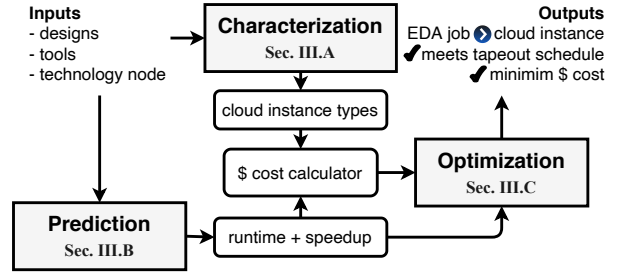 Inputs
- designs
- tools
- technology node
Characterization
Sec. III.A
Outputs
EDA job cloud instance
meets tapeout schedule
minimim $ cost
cloud instance types
$ cost calculator
Optimization
Sec. III.C
Prediction
Sec. III.B
runtime + speedup